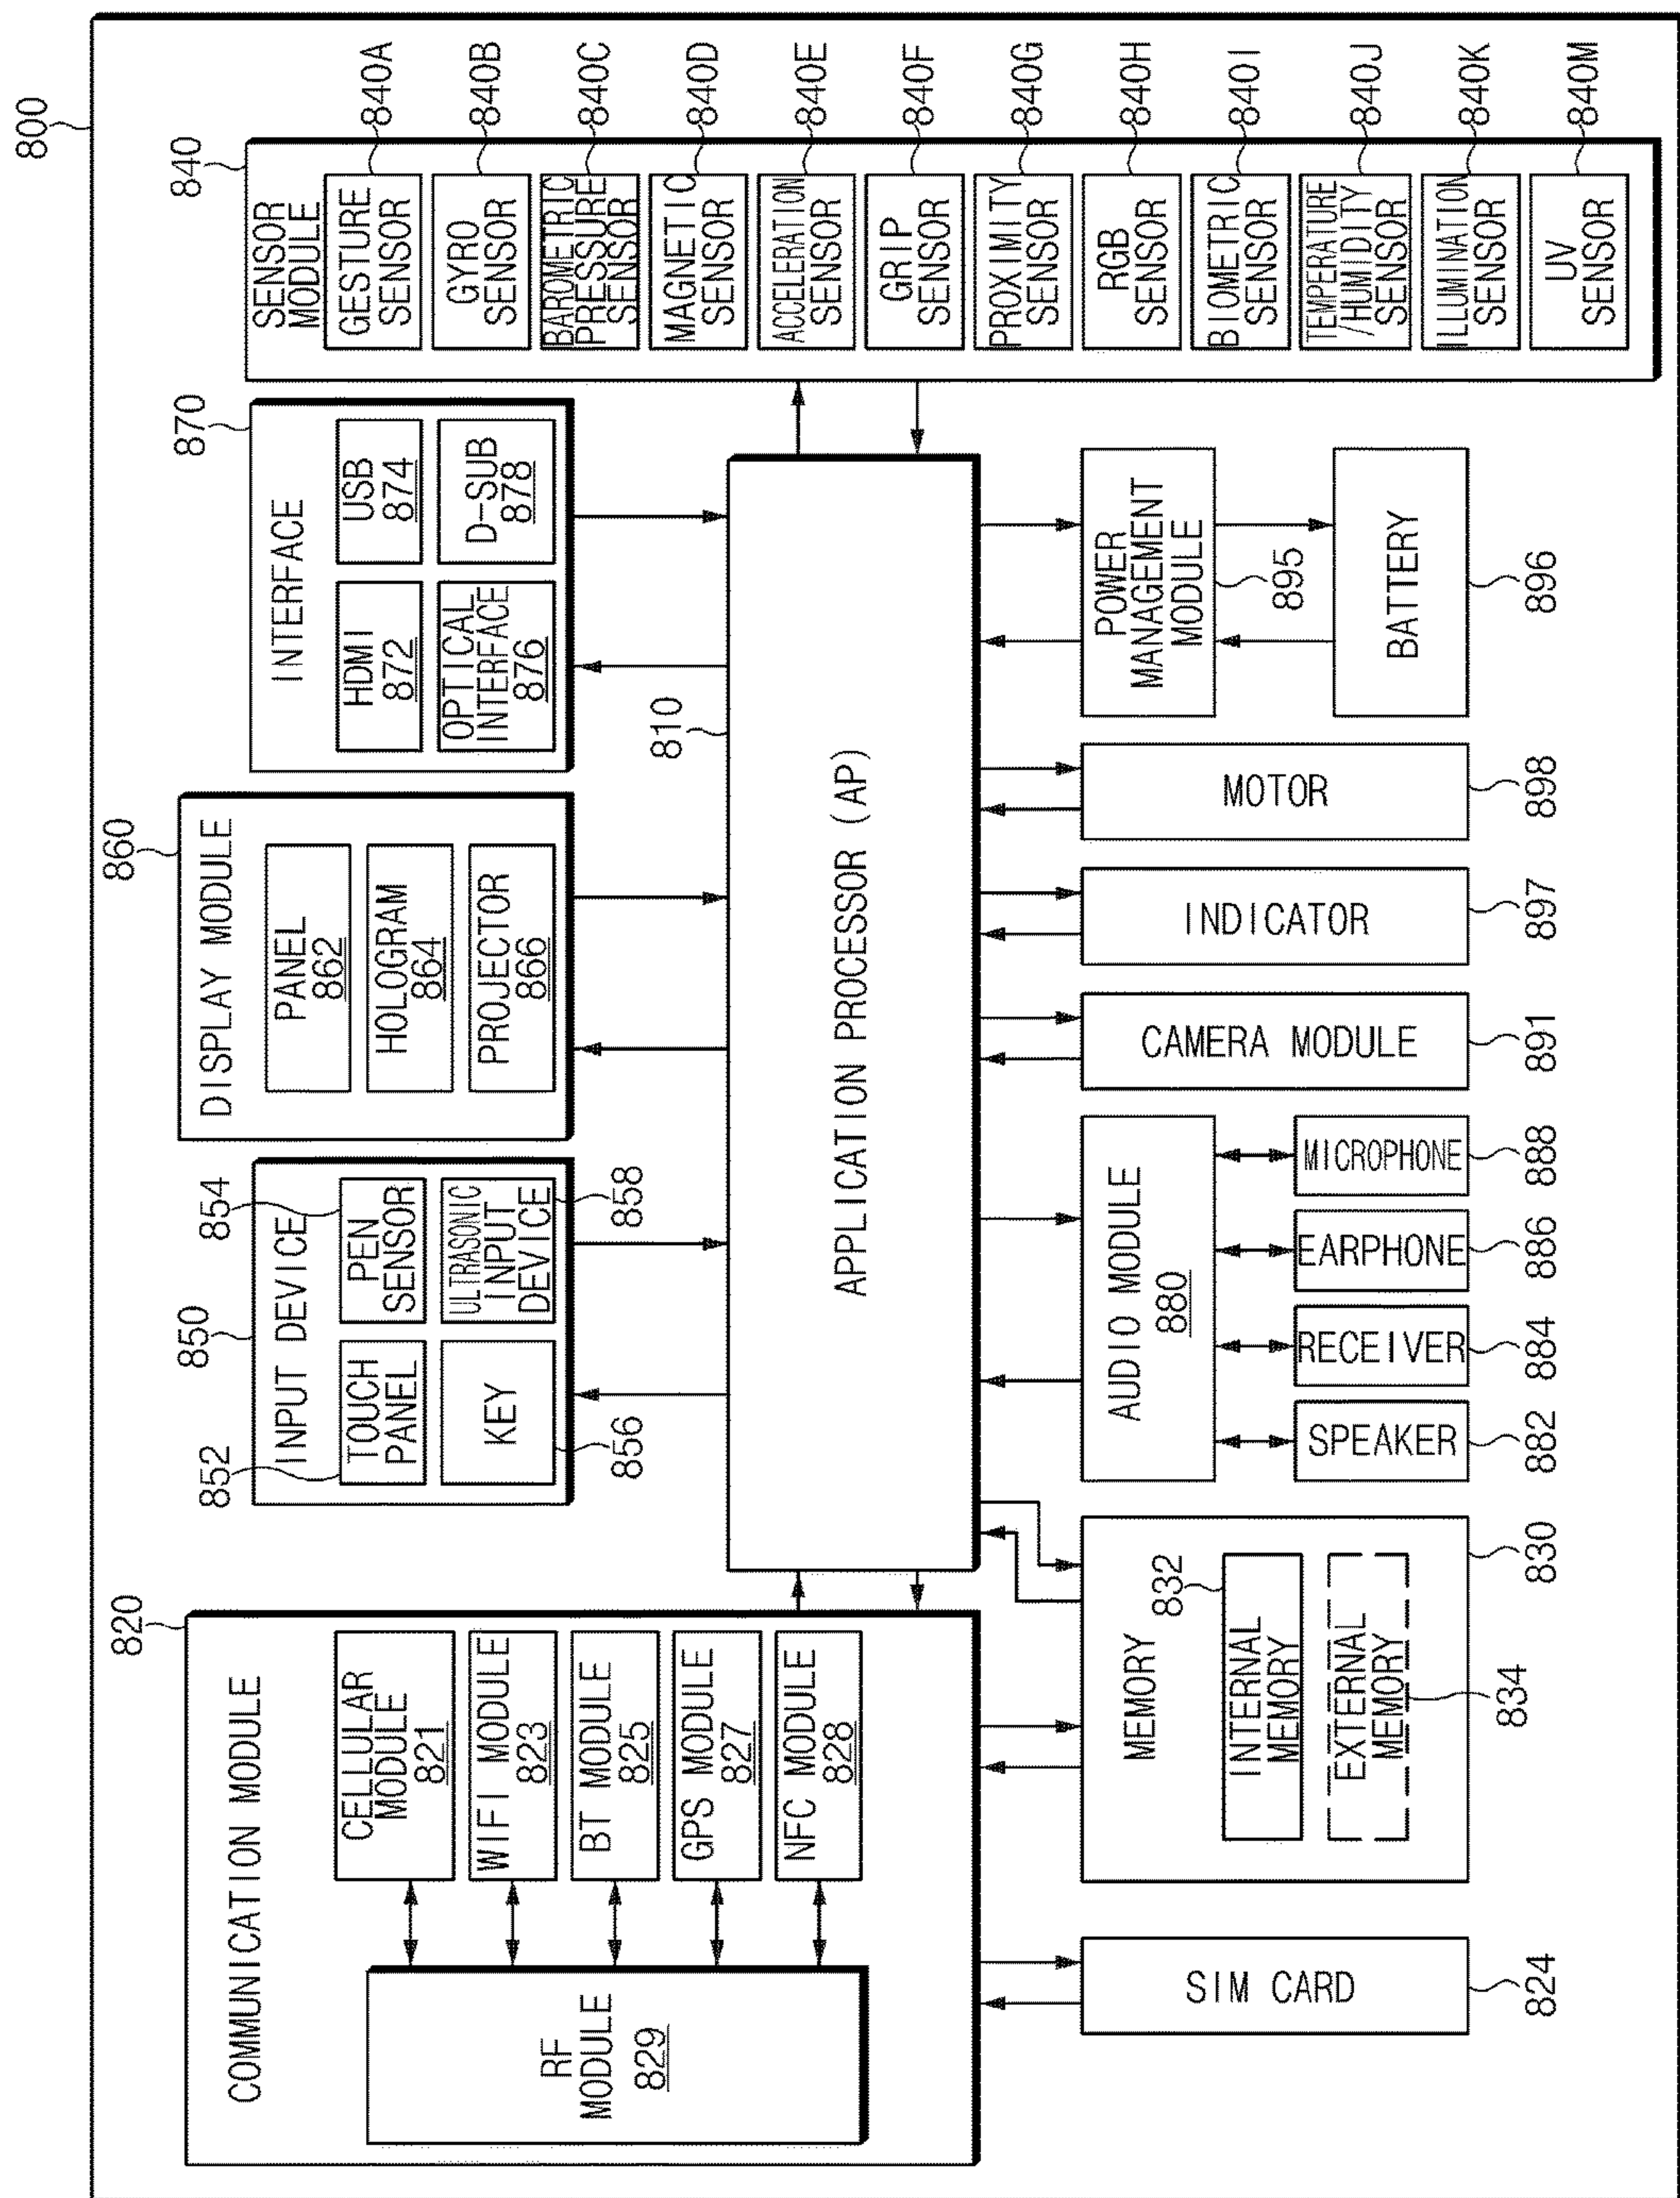 800
820
COMMUNICATION MODULE
RF
MODULE
829
CELLULAR
MODULE
821
WIFI MODULE
823
BT MODULE
825
GPS MODULE
827
NFC MODULE
828
850
INPUT DEVICE
852
TOUCH
PANEL
854
PEN
SENSOR
KEY
856
ULTRASONIC
INPUT
DEVICE
858
860
DISPLAY MODULE
PANEL
862
HOLOGRAM
864
PROJECTOR
866
870
INTERFACE
HDMI
872
USB
874
OPTICAL
INTERFACE
876
D-SUB
878
840
SENSOR
MODULE
GESTURE
SENSOR
840A
GYRO
SENSOR
840B
BAROMETRIC
PRESSURE
SENSOR
840C
MAGNETIC
SENSOR
840D
ACCELERATION
SENSOR
840E
GRIP
SENSOR
840F
PROXIMITY
SENSOR
840G
RGB
SENSOR
840H
BIOMETRIC
SENSOR
840I
TEMPERATURE
/HUMIDITY
SENSOR
840J
ILLUMINATION
SENSOR
840K
UV
SENSOR
840M
810
APPLICATION PROCESSOR (AP)
SIM CARD
824
MEMORY
832
INTERNAL
MEMORY
EXTERNAL
MEMORY
834
830
AUDIO MODULE
880
SPEAKER
882
RECEIVER
884
EARPHONE
886
MICROPHONE
888
CAMERA MODULE
891
INDICATOR
897
MOTOR
898
POWER
MANAGEMENT
MODULE
895
BATTERY
896